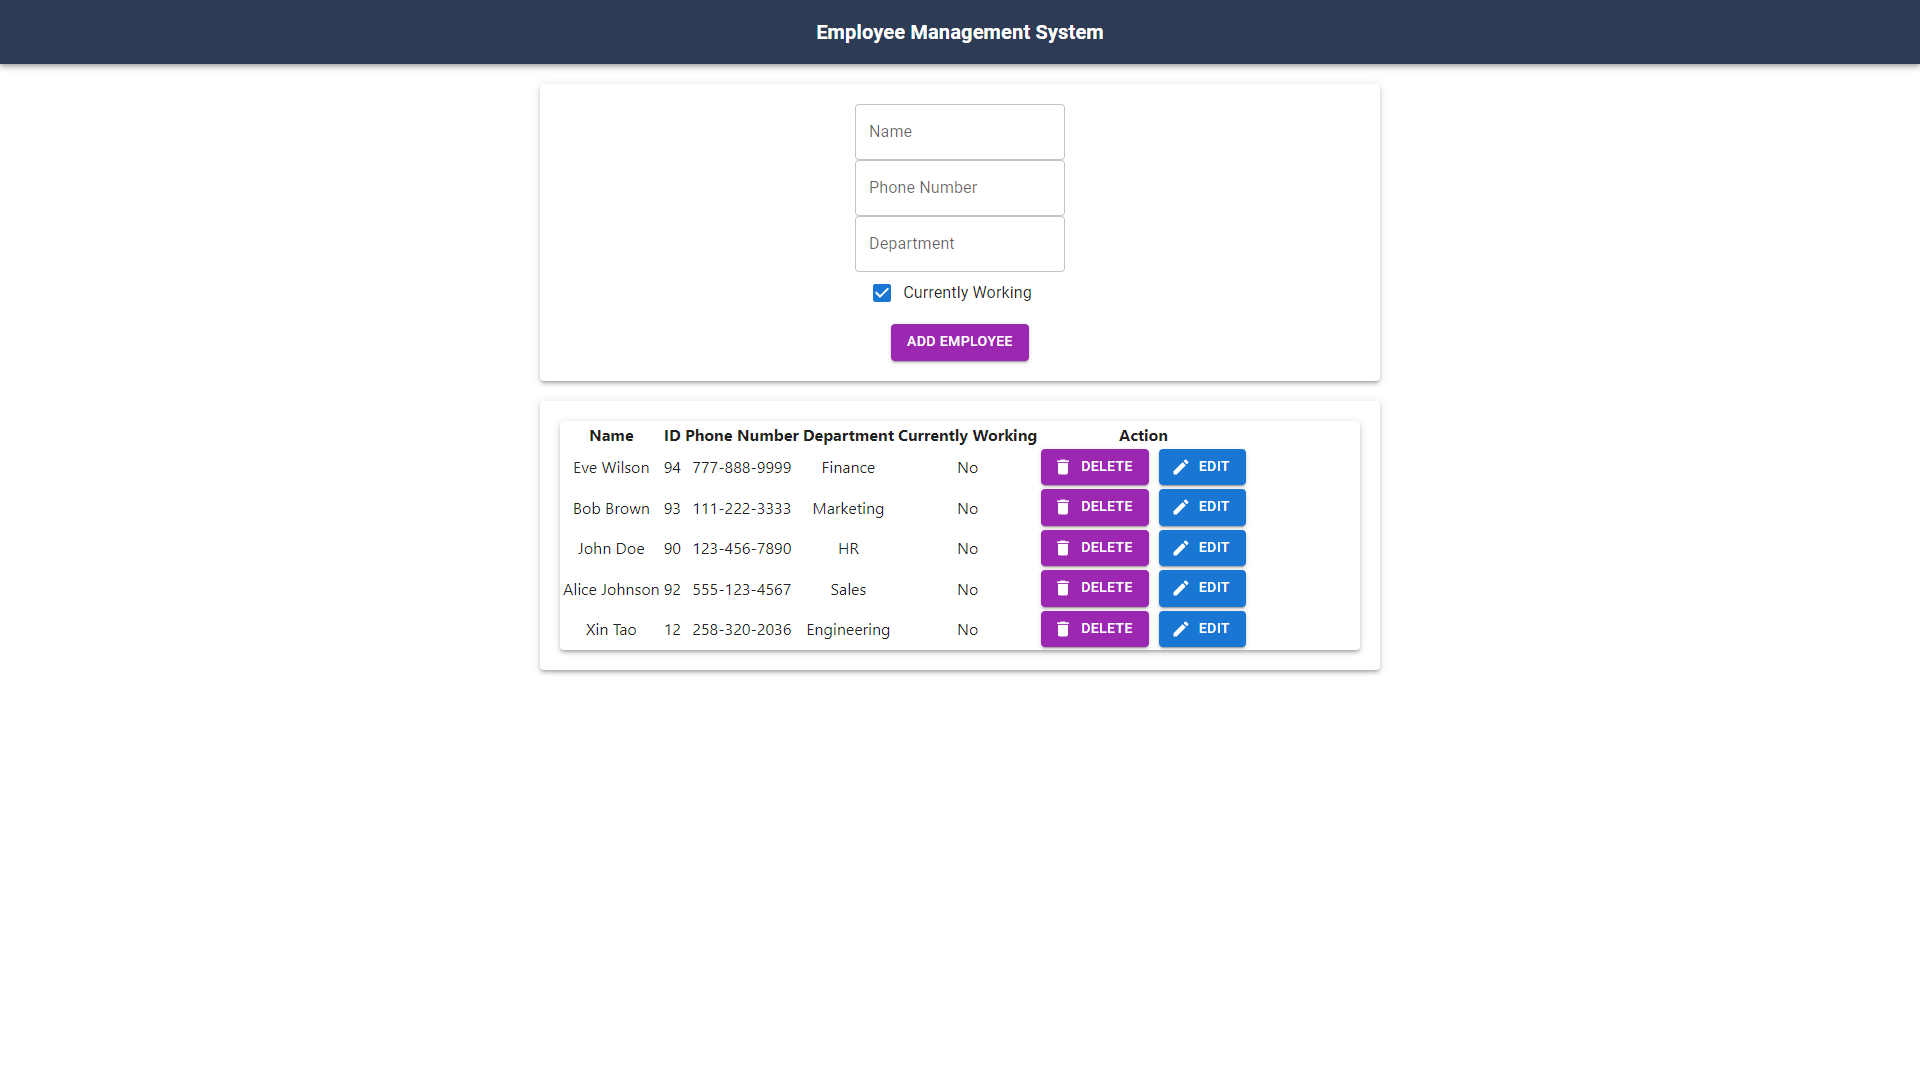 Employee Management System
Name
Phone Number
Department
Currently Working
ADD EMPLOYEE
Name ID Phone Number Department Currently Working Action
Eve Wilson 94 777-888-9999 Finance No DELETE EDIT
Bob Brown 93 111-222-3333 Marketing No DELETE EDIT
John Doe 90 123-456-7890 HR No DELETE EDIT
Alice Johnson 92 555-123-4567 Sales No DELETE EDIT
Xin Tao 12 258-320-2036 Engineering No DELETE EDIT